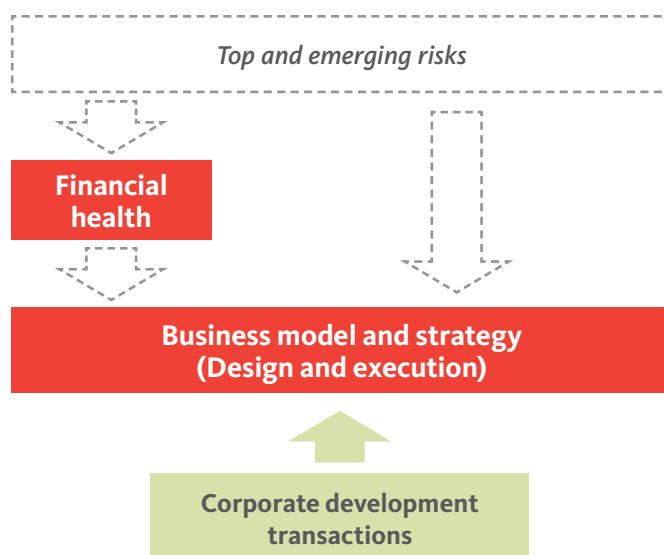 Top and emerging risks
Financial
health
Business model and strategy
(Design and execution)
Corporate development
transactions